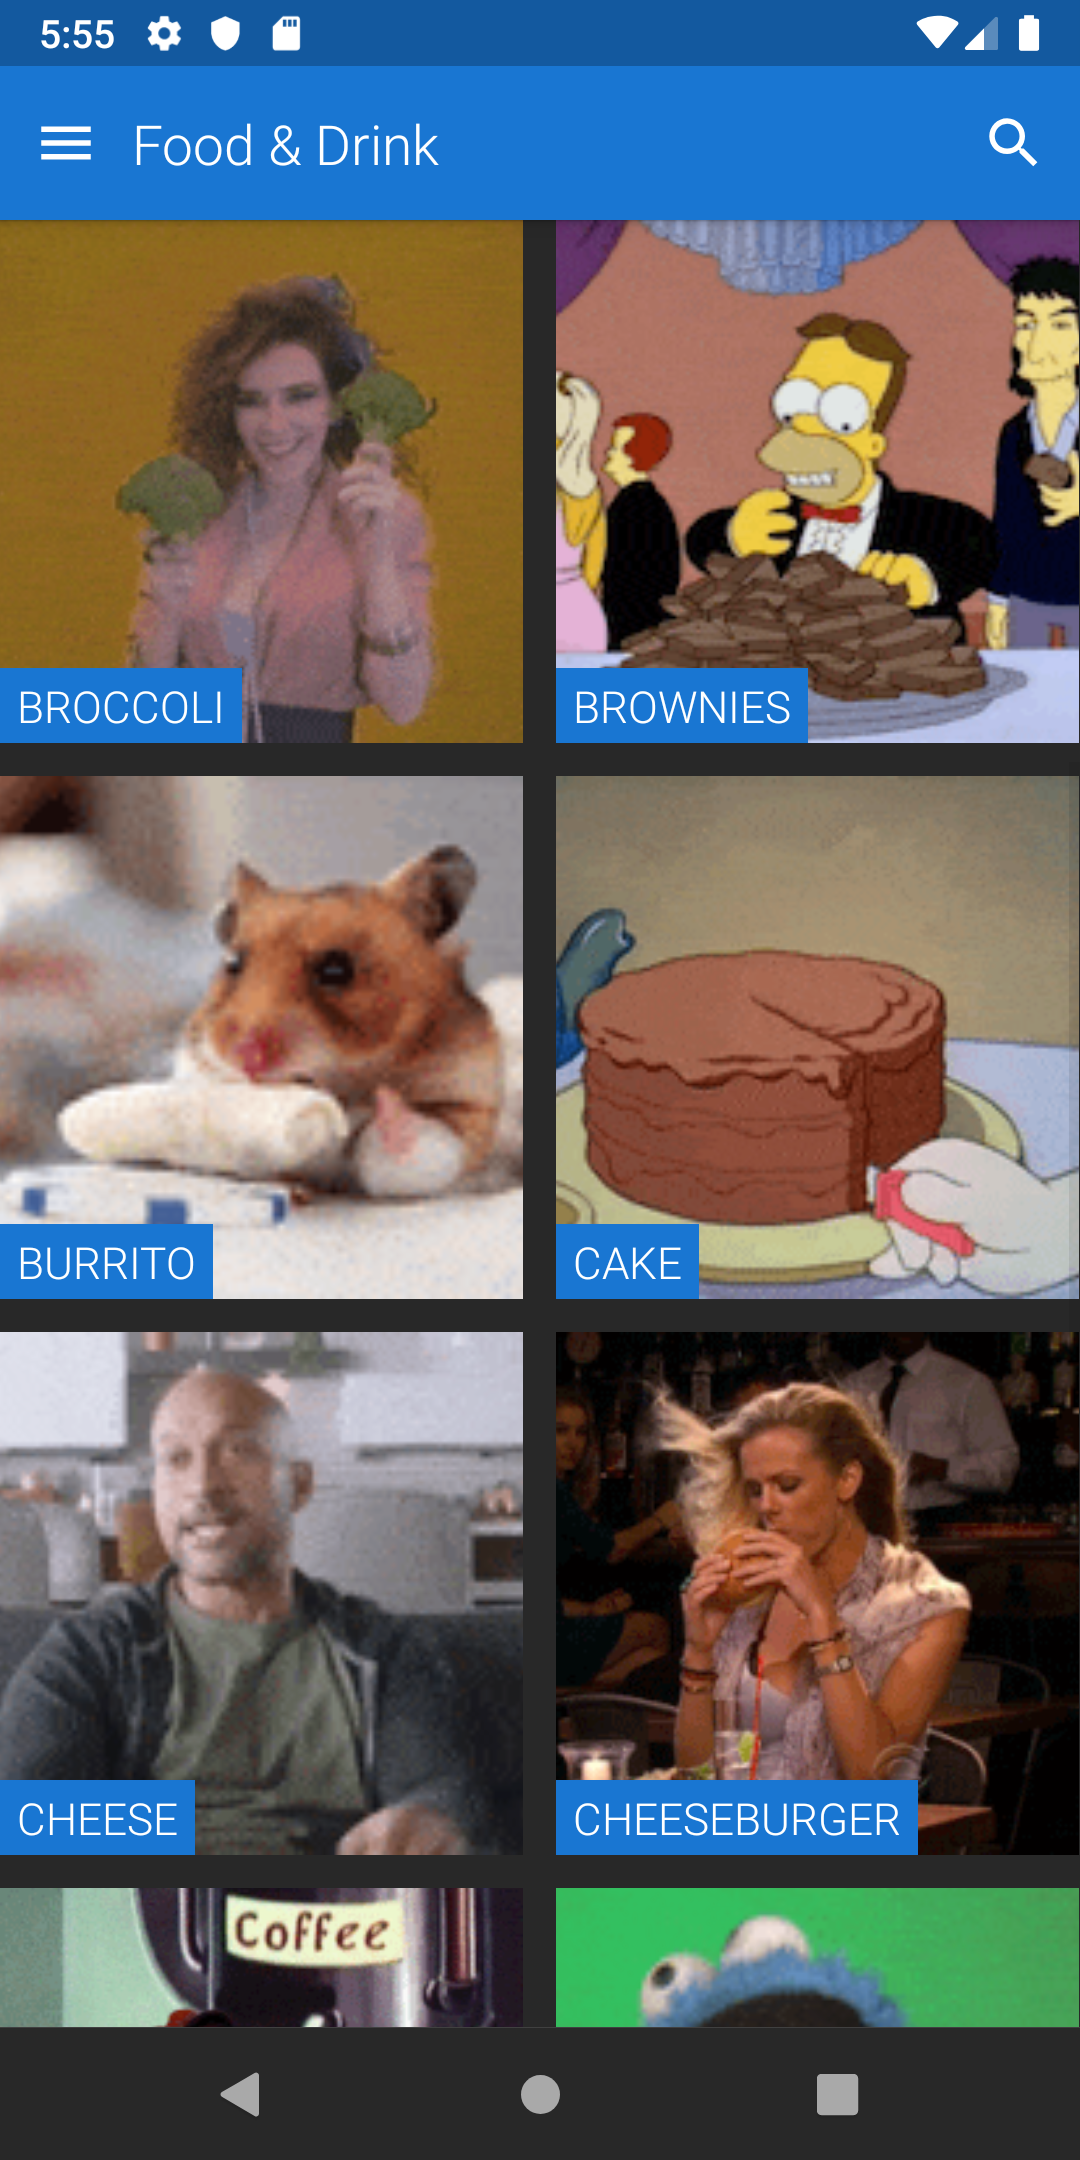 5:55
Food & Drink
BROCCOLI
BROWNIES
BURRITO
CAKE
CHEESE
CHEESEBURGER
Coffee